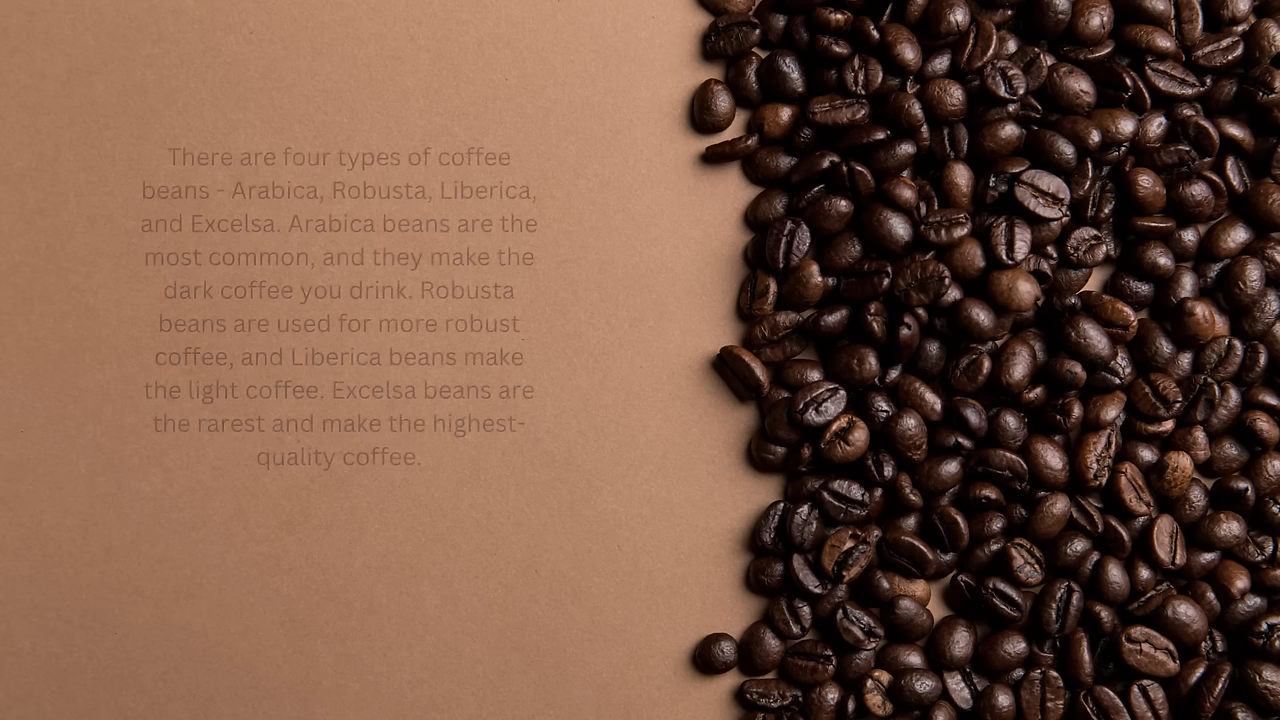 There are four types of coffee
beans - Arabica, Robusta, Liberica,
and Excelsa. Arabica beans are the
most common, and they make the
dark coffee you drink. Robusta
beans are used for more robust
coffee, and Liberica beans make
the light coffee. Excelsa beans are
the rarest and make the highest-
quality coffee.